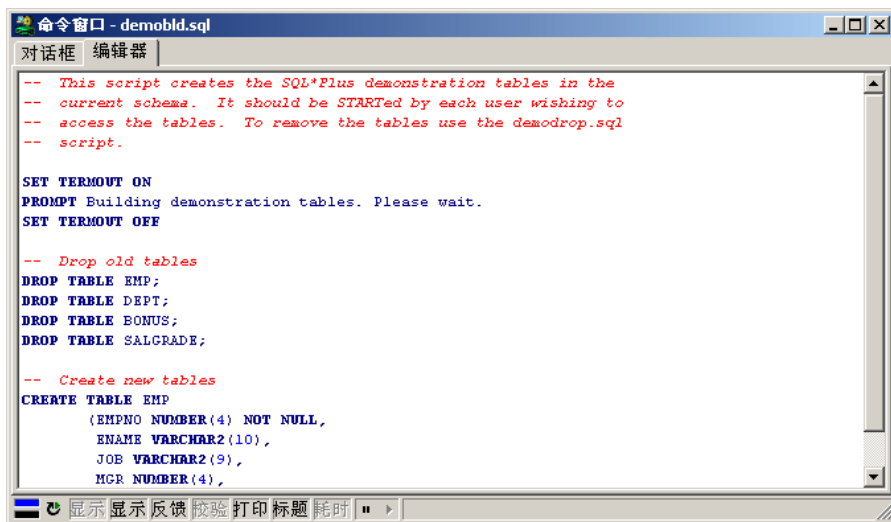 命令窗口 - demobld.sql
对话框 编辑器
-- This script creates the SQL*Plus demonstration tables in the
-- current schema. It should be STARTed by each user wishing to
-- access the tables. To remove the tables use the demodrop.sql
-- script.
SET TERMOUT ON
PROMPT Building demonstration tables. Please wait.
SET TERMOUT OFF
-- Drop old tables
DROP TABLE EMP;
DROP TABLE DEPT;
DROP TABLE BONUS;
DROP TABLE SALGRADE;
-- Create new tables
CREATE TABLE EMP
(EMPNO NUMBER(4) NOT NULL,
ENAME VARCHAR2(10),
JOB VARCHAR2(9),
MGR NUMBER(4),
显示 显示 反馈 校验 打印 标题 耗时